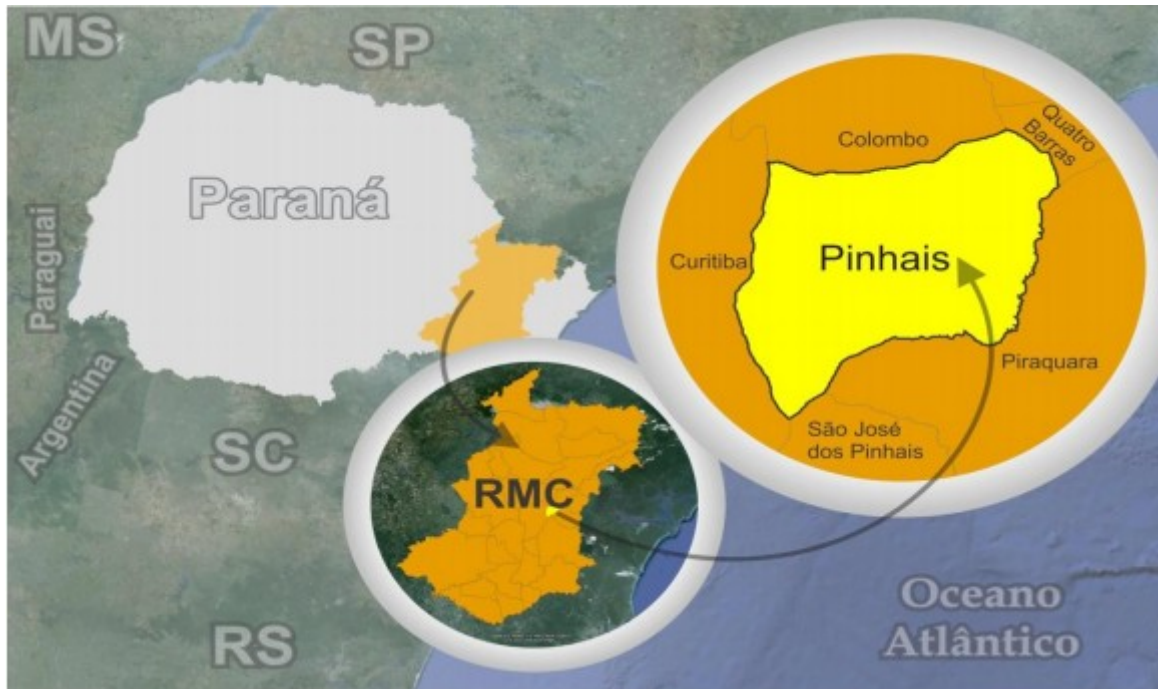 MS
SP
Paraná
Paraguai
Argentina
SC
RS
RMC
Colombo
Quatro
Barras
Curitiba
Pinhais
Piraquara
São José
dos Pinhais
Oceano
Atlântico